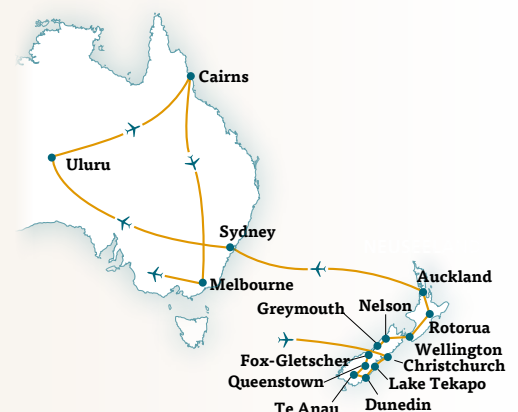 Cairns
Uluru
Sydney
Melbourne
Auckland
Nelson
Greymouth
Rotorua
Wellington
Christchurch
Fox-Gletscher
Lake Tekapo
Queenstown
Te Anau
Dunedin